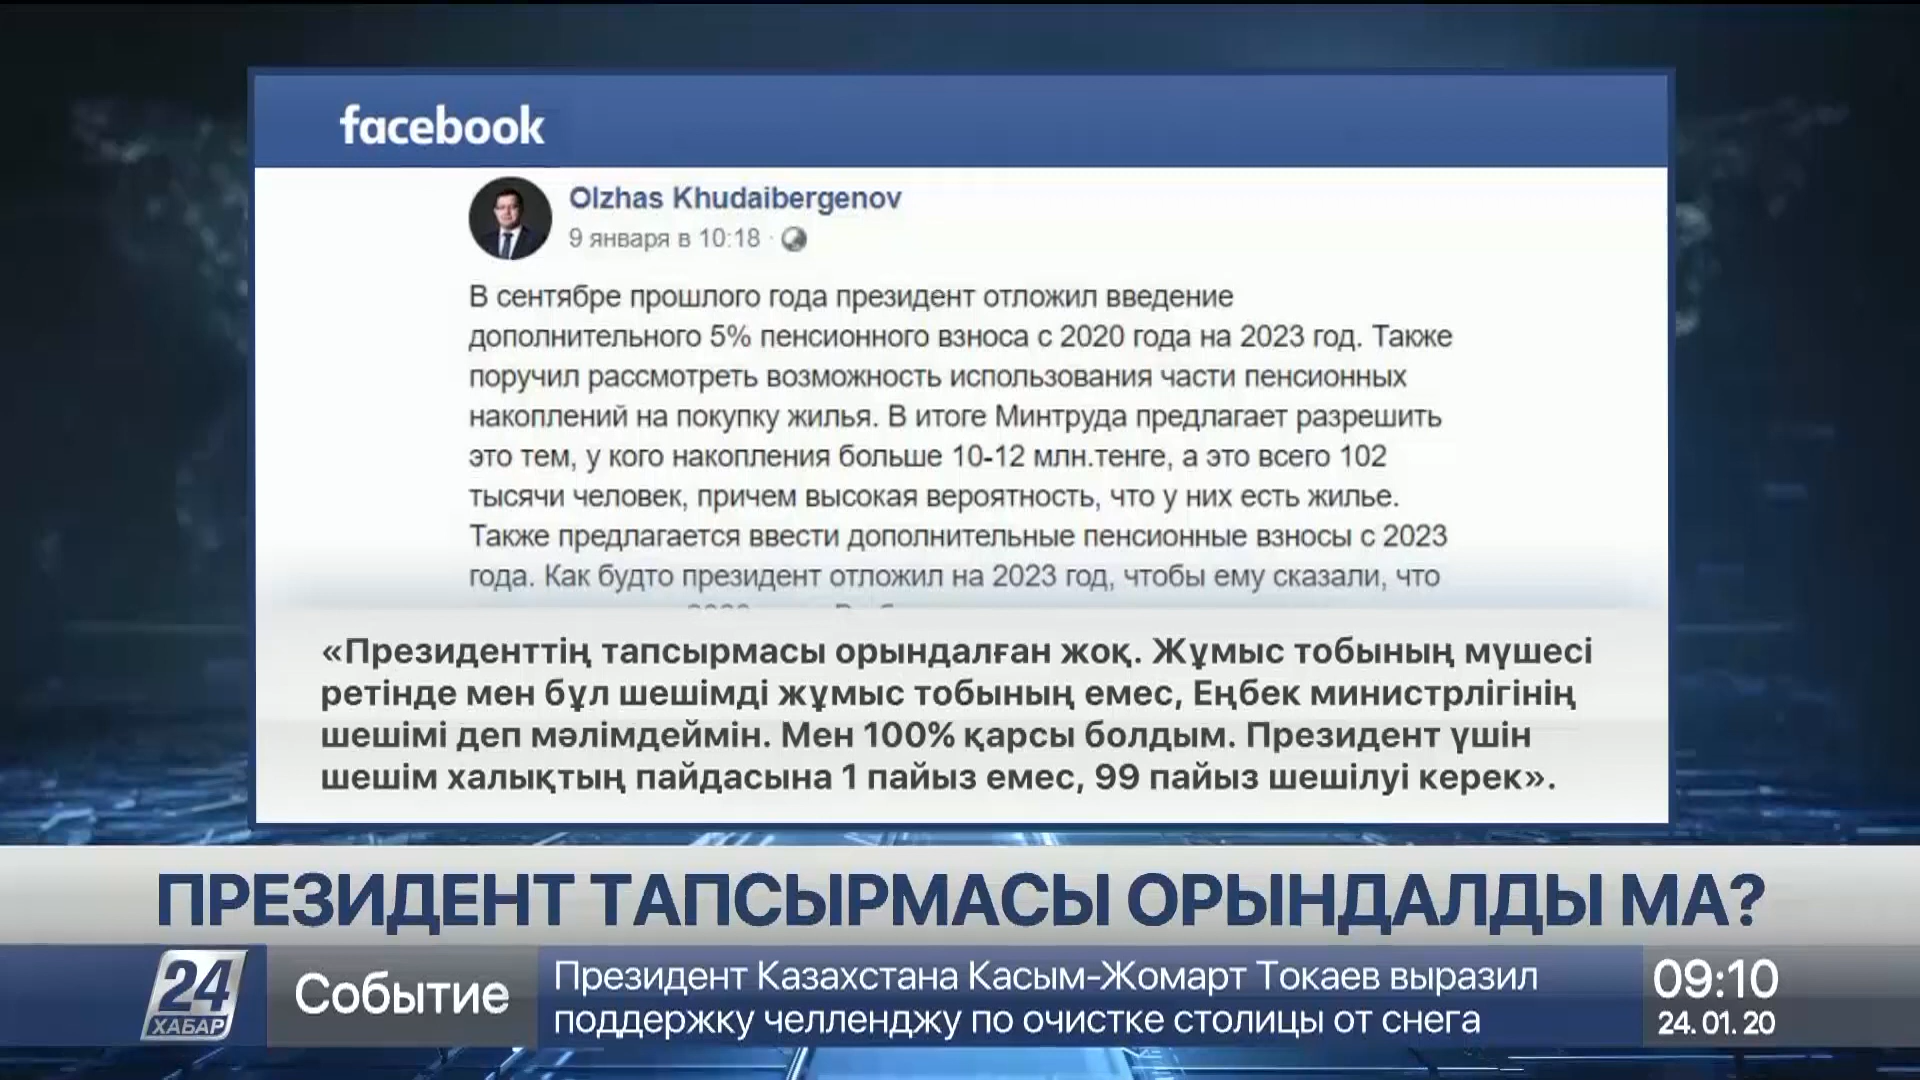 facebook
Olzhas Khudaibergenov
9 января в 10:18 ·
В сентябре прошлого года президент отложил введение
дополнительного 5% пенсионного взноса с 2020 года на 2023 год. Также
поручил рассмотреть возможность использования части пенсионных
накоплений на покупку жилья. В итоге Минтруда предлагает разрешить
это тем, у кого накопления больше 10-12 млн.тенге, а это всего 102
тысячи человек, причем высокая вероятность, что у них есть жилье.
Также предлагается ввести дополнительные пенсионные взносы с 2023
года. Как будто президент отложил на 2023 год, чтобы ему сказали, что
«Президенттің тапсырмасы орындалған жоқ. Жұмыс тобының мүшесі
ретінде мен бұл шешімді жұмыс тобының емес, Еңбек министрлігінің
шешімі деп мәлімдеймін. Мен 100% қарсы болдым. Президент үшін
шешім халықтың пайдасына 1 пайыз емес, 99 пайыз шешілуі керек».
ПРЕЗИДЕНТ ТАПСЫРМАСЫ ОРЫНДАЛДЫ МА?
24
ХАБАР
Событие
Президент Казахстана Касым-Жомарт Токаев выразил
поддержку челленджу по очистке столицы от снега
09:10
24. 01. 20